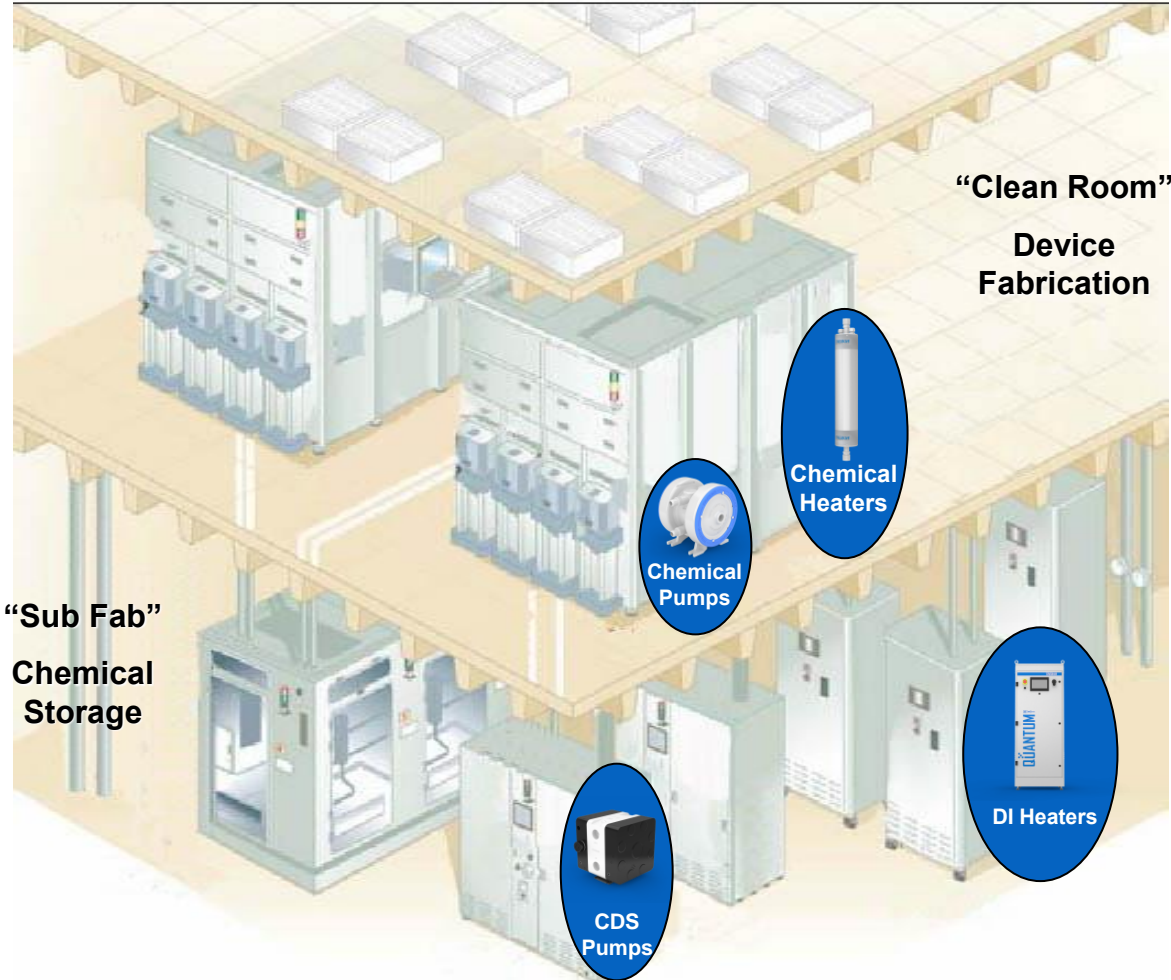 “Clean Room”
Device
Fabrication
Chemical
Heaters
Chemical
Pumps
“Sub Fab”
Chemical
Storage
QUANTUM
DI Heaters
CDS
Pumps